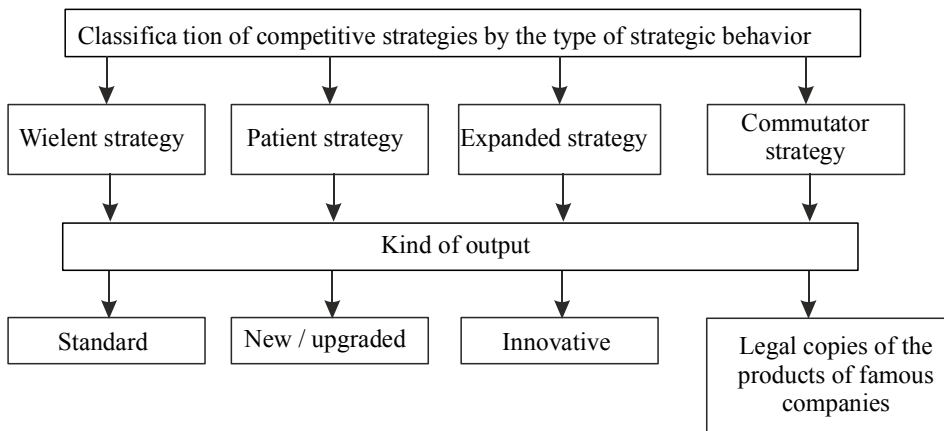 Classifica tion of competitive strategies by the type of strategic behavior
Wielent strategy
Patient strategy
Expanded strategy
Commutator
strategy
Kind of output
Standard
New / upgraded
Innovative
Legal copies of the
products of famous
companies